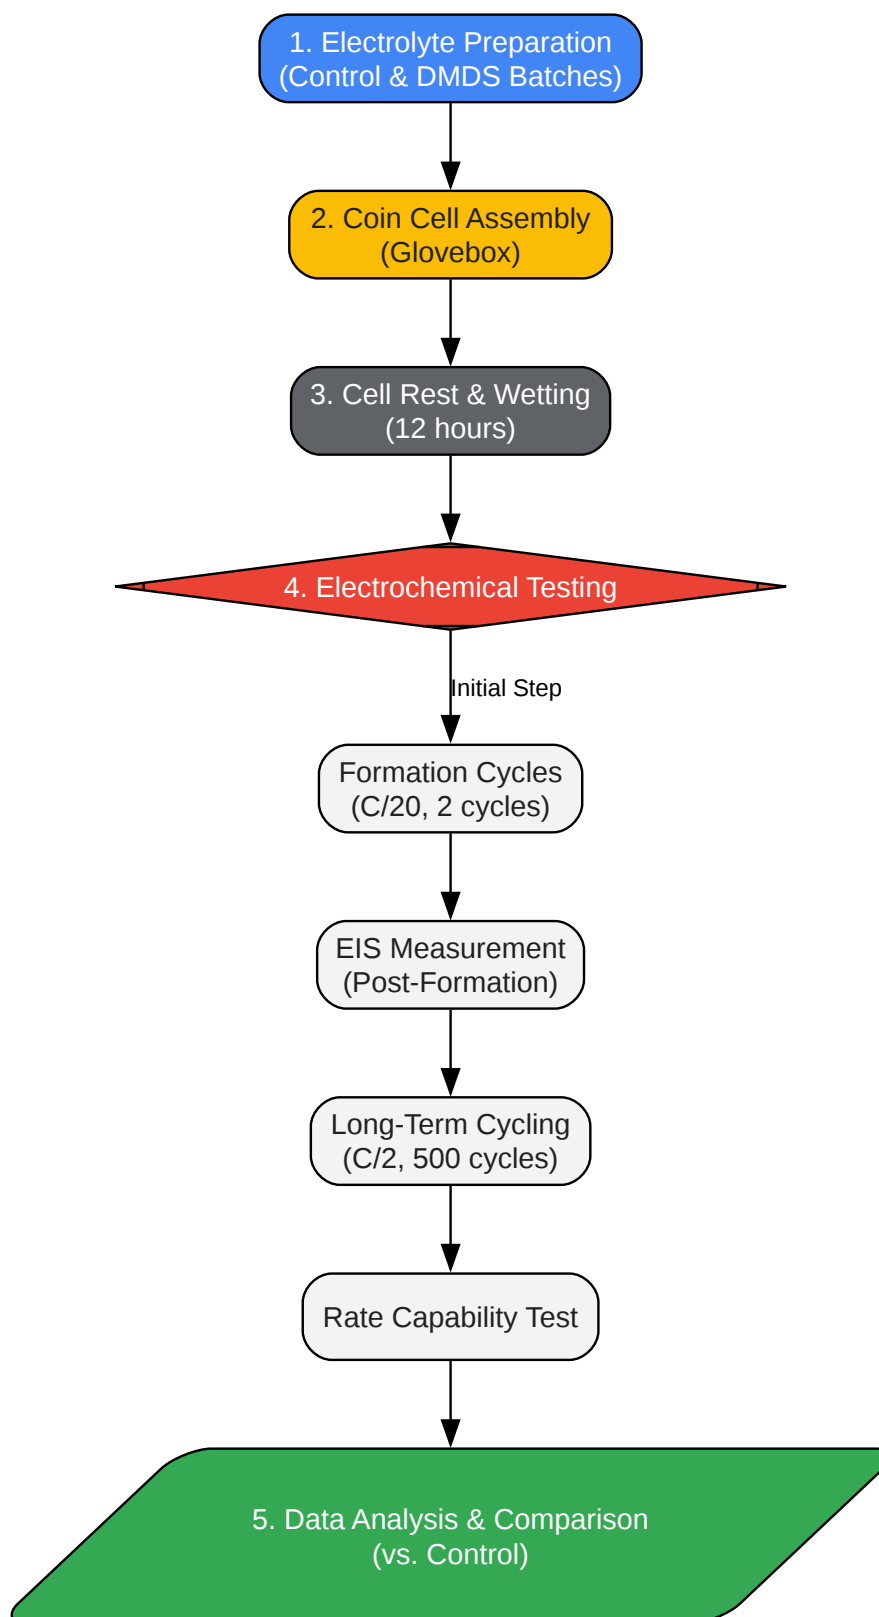 1. Electrolyte Preparation
(Control & DMDS Batches)
2. Coin Cell Assembly
(Glovebox)
3. Cell Rest & Wetting
(12 hours)
4. Electrochemical Testing
Initial Step
Formation Cycles
(C/20, 2 cycles)
EIS Measurement
(Post-Formation)
Long-Term Cycling
(C/2, 500 cycles)
Rate Capability Test
5. Data Analysis & Comparison
(vs. Control)